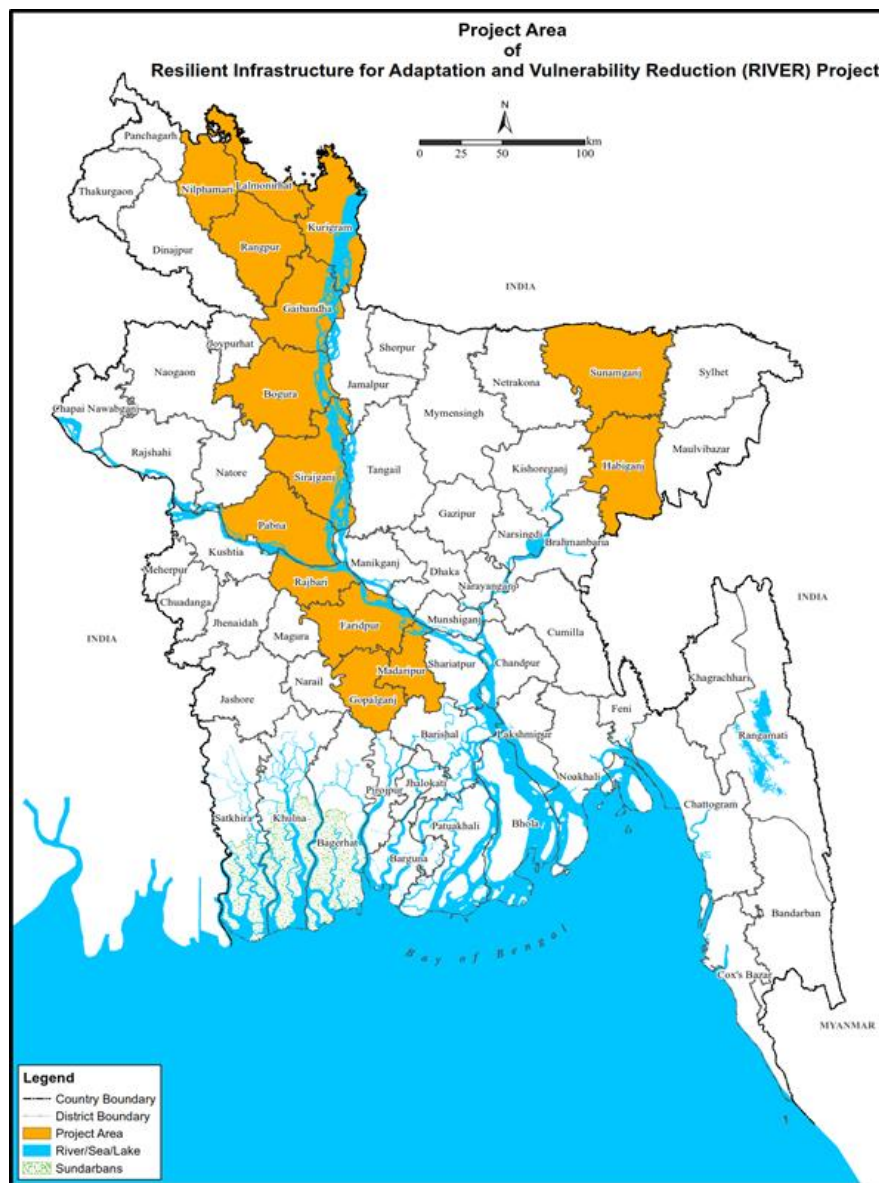 Project Area
of
Resilient Infrastructure for Adaptation and Vulnerability Reduction (RIVER) Project
N
km
0 25 50 100
Panchagarh
Thakurgaon
Nilphamari
Lalmonirhat
Dinajpur
Rangpur
Kurigram
INDIA
Gaibandha
Joypurhat
Naogaon
Bogura
Sherpur
Jamalpur
Netrakona
Mymensingh
Sunamganj
Sylhet
Chapai Nawabganj
Rajshahi
Natore
Sirajganj
Tangail
Kishoreganj
Habiganj
Maulvibazar
Pabna
Gazipur
Narsingdi
Brahmanbaria
Kushtia
Meherpur
Chuadanga
Rajbari
Manikganj
Dhaka
Narayanganj
INDIA
INDIA
Jhenaidah
Magura
Faridpur
Munshiganj
Cumilla
Madaripur
Shariatpur
Chandpur
Khagrachhari
Jashore
Narail
Gopalganj
Barishal
Lakshmipur
Feni
Rangamati
Noakhali
Satkhira
Khulna
Bagerhat
Pirojpur
Jhalokati
Patuakhali
Barguna
Bhola
Chattogram
Bandarban
Bay of Bengal
Cox's Bazar
MYANMAR
Legend
Country Boundary
District Boundary
Project Area
River/Sea/Lake
Sundarbans